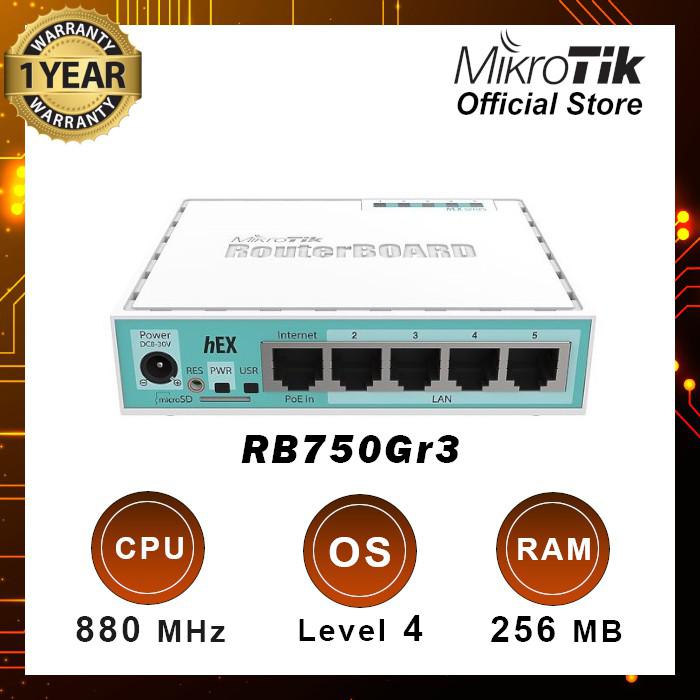 WARRANTY
1 YEAR
WARRANTY
MikroTik
Official Store
MikroTik
RouterBOARD
Power
DC8-30V
hEX
RES
PWR
USR
microSD
Internet
2
3
4
5
PoE in
LAN
RB750Gr3
CPU
OS
RAM
880 MHz
Level 4
256 MB